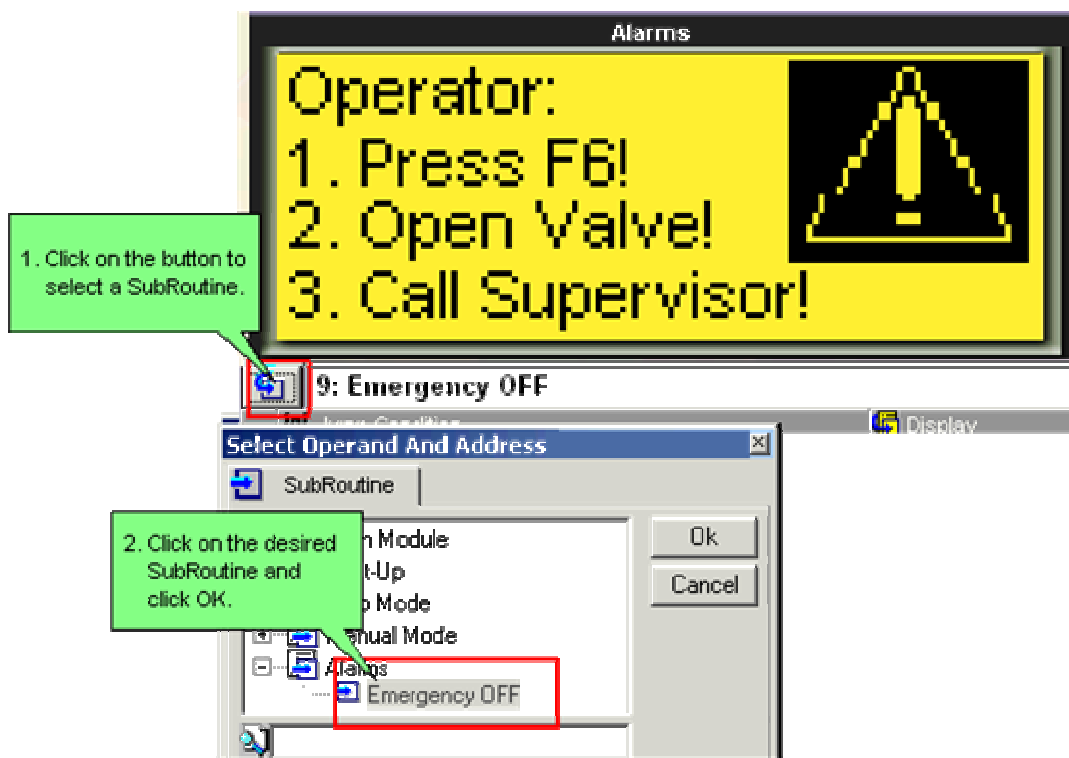 Alarms
Operator:
1. Press F6!
2. Open Valve!
3. Call Supervisor!
1. Click on the button to
select a SubRoutine.
9: Emergency OFF
Display
Select Operand And Address
SubRoutine
Module
Ok
2. Click on the desired
SubRoutine and
click OK.
-Up
Mode
Cancel
Manual Mode
Alarms
Emergency OFF